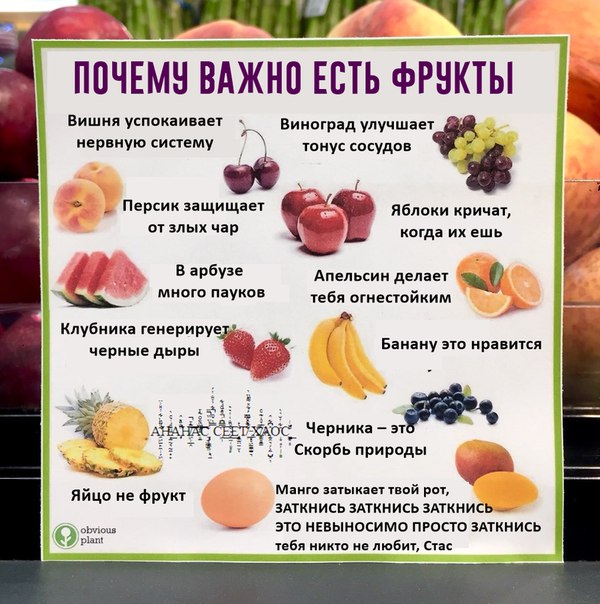 ПОЧЕМУ ВАЖНО ЕСТЬ ФРУКТЫ
Вишня успокаивает
нервную систему
Виноград улучшает
тонус сосудов
Персик защищает
от злых чар
Яблоки кричат,
когда их ешь
В арбузе
много пауков
Апельсин делает
тебя огнестойким
Клубника генерирует
черные дыры
Банану это нравится
АНАНАС СЕЕТ ХАОС
Черника – это
Скорбь природы
Яйцо не фрукт
Манго затыкает твой рот,
ЗАТКНИСЬ ЗАТКНИСЬ ЗАТКНИСЬ
ЭТО НЕВЫНОСИМО ПРОСТО ЗАТКНИСЬ
тебя никто не любит, Стас
obvious
plant